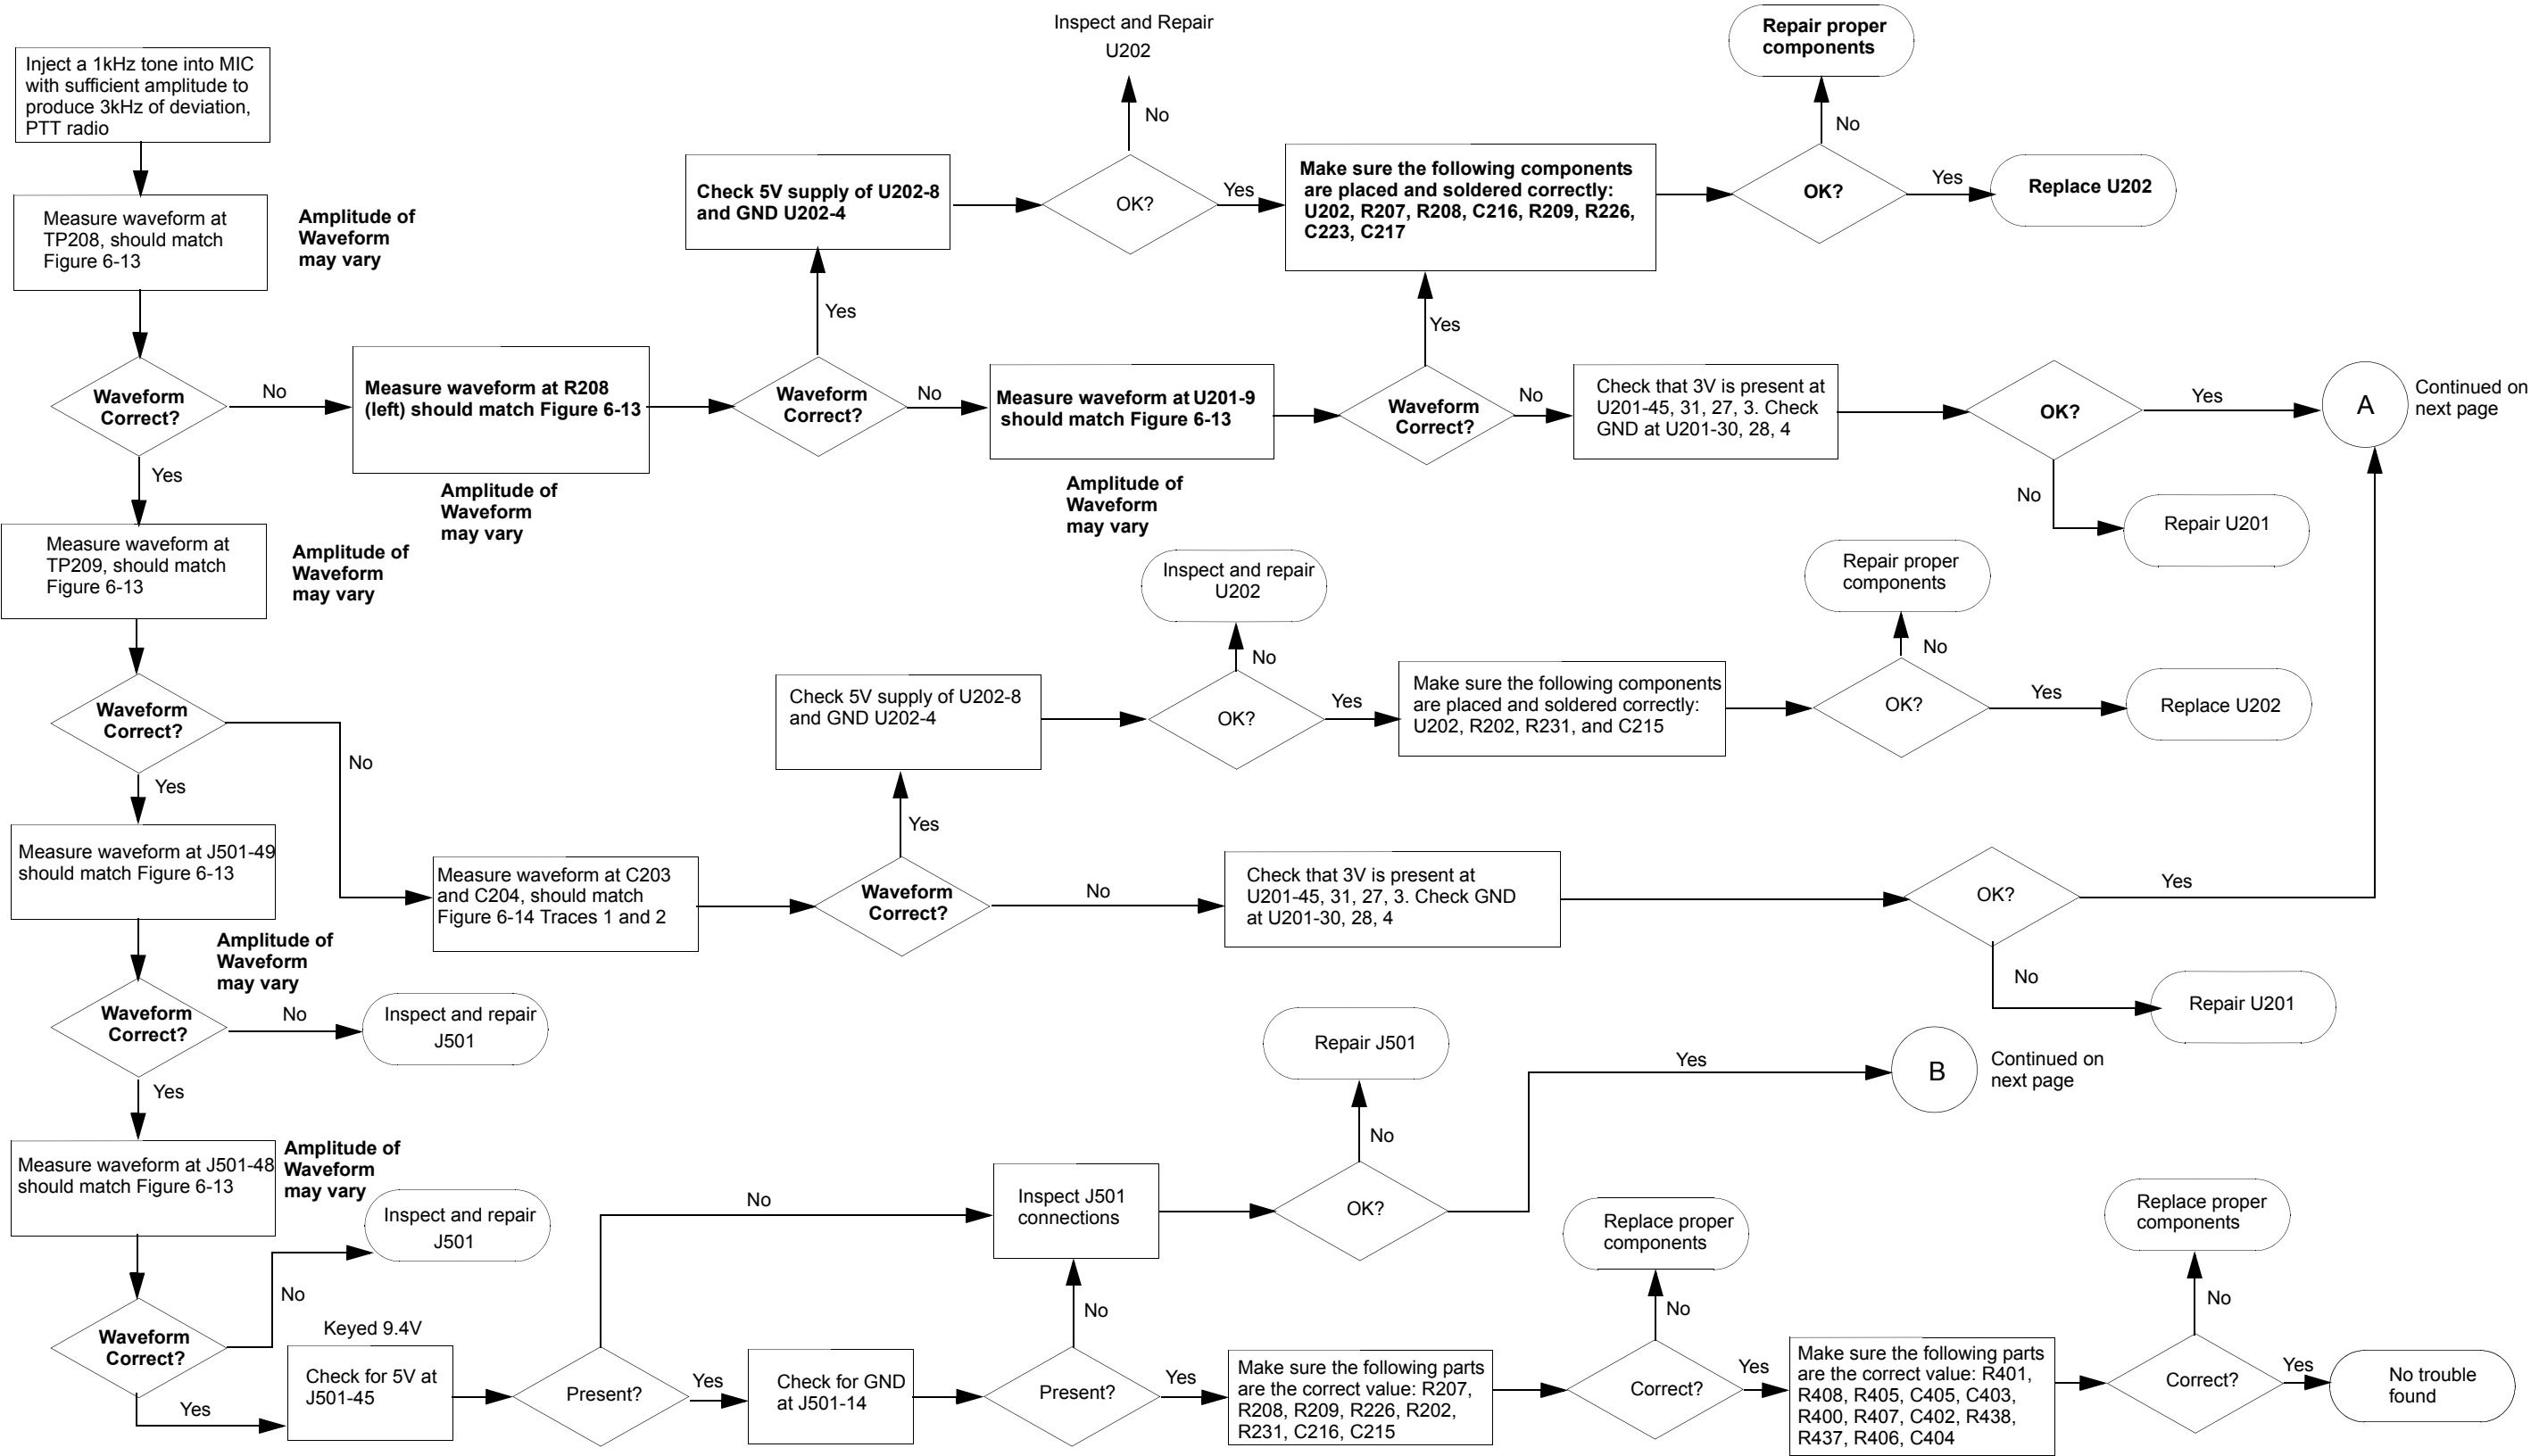 Inject a 1kHz tone into MIC
with sufficient amplitude to
produce 3kHz of deviation,
PTT radio
Measure waveform at
TP208, should match
Figure 6-13
Amplitude of
Waveform
may vary
Waveform
Correct?
No
Yes
Measure waveform at R208
(left) should match Figure 6-13
Amplitude of
Waveform
may vary
Waveform
Correct?
Yes
No
Check 5V supply of U202-8
and GND U202-4
OK?
No
Inspect and Repair
U202
Yes
Make sure the following components
are placed and soldered correctly:
U202, R207, R208, C216, R209, R226,
C223, C217
OK?
No
Repair proper
components
Yes
Replace U202
Measure waveform at U201-9
should match Figure 6-13
Amplitude of
Waveform
may vary
Waveform
Correct?
Yes
No
Check that 3V is present at
U201-45, 31, 27, 3. Check
GND at U201-30, 28, 4
OK?
Yes
A
Continued on
next page
No
Repair U201
Measure waveform at
TP209, should match
Figure 6-13
Amplitude of
Waveform
may vary
Waveform
Correct?
No
Yes
Measure waveform at C203
and C204, should match
Figure 6-14 Traces 1 and 2
Waveform
Correct?
Yes
No
Check 5V supply of U202-8
and GND U202-4
OK?
No
Inspect and repair
U202
Yes
Make sure the following components
are placed and soldered correctly:
U202, R202, R231, and C215
OK?
No
Repair proper
components
Yes
Replace U202
Check that 3V is present at
U201-45, 31, 27, 3. Check GND
at U201-30, 28, 4
OK?
Yes
No
Repair U201
Measure waveform at J501-49
should match Figure 6-13
Amplitude of
Waveform
may vary
Waveform
Correct?
No
Inspect and repair
J501
Yes
Measure waveform at J501-48
should match Figure 6-13
Amplitude of
Waveform
may vary
Waveform
Correct?
No
Inspect and repair
J501
Yes
Keyed 9.4V
Check for 5V at
J501-45
Present?
No
Yes
Check for GND
at J501-14
Present?
No
Inspect J501
connections
OK?
No
Repair J501
Yes
B
Continued on
next page
Yes
Make sure the following parts
are the correct value: R207,
R208, R209, R226, R202,
R231, C216, C215
Correct?
No
Replace proper
components
Yes
Make sure the following parts
are the correct value: R401,
R408, R405, C405, C403,
R400, R407, C402, R438,
R437, R406, C404
Correct?
No
Replace proper
components
Yes
No trouble
found